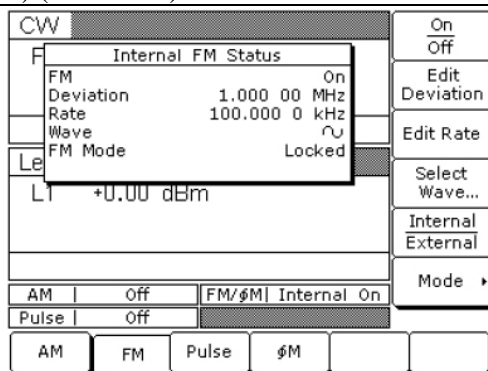 CW
F
Internal FM Status
FM On
Deviation 1.000 00 MHz
Rate 100.000 0 kHz
Wave
FM Mode Locked
Le
L1 +0.00 dBm
AM | Off
FM/ϕM| Internal On
Pulse | Off
On
Off
Edit
Deviation
Edit Rate
Select
Wave...
Internal
External
Mode
AM
FM
Pulse
ϕM